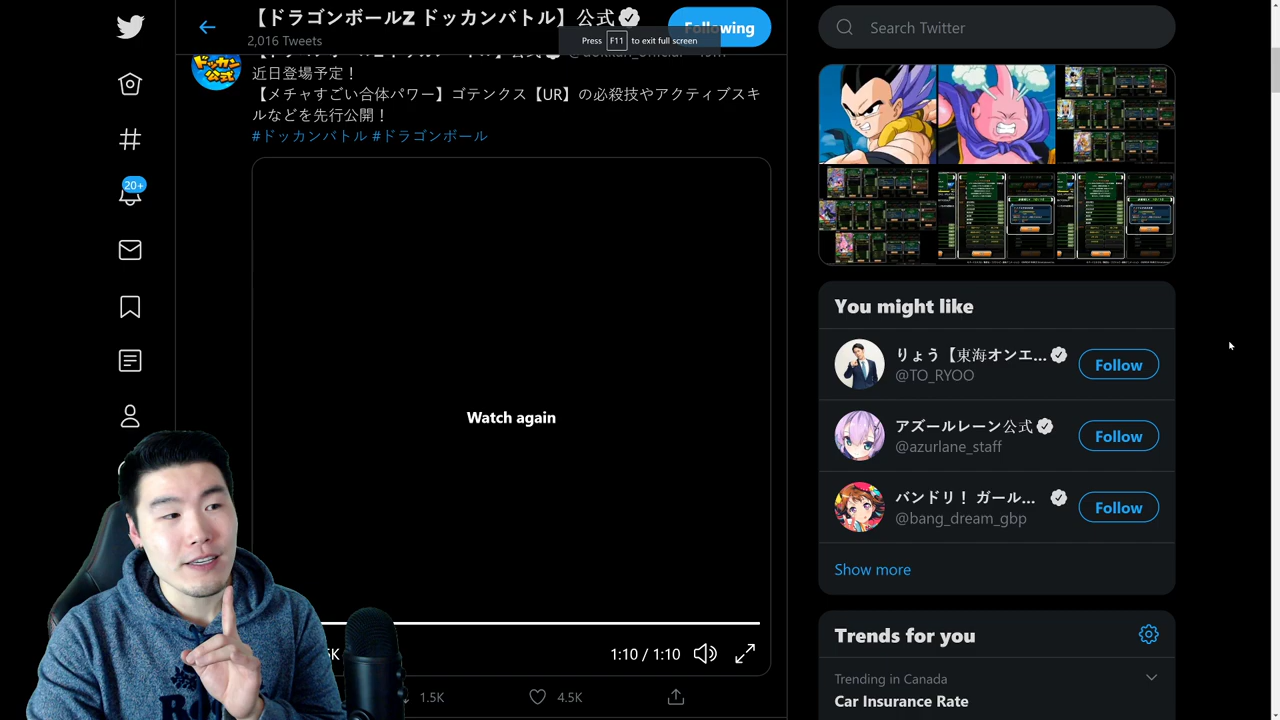 【ドラゴンボールZ ドッカンバトル】公式
2,016 Tweets
Following
Press F11 to exit full screen
Search Twitter
近日登場予定！
【メチャすごい合体パワー】ゴテンクス【UR】の必殺技やアクティブスキ
ルなどを先行公開！
#ドッカンバトル #ドラゴンボール
20+
Watch again
1:10 / 1:10
1.5K
4.5K
You might like
りょう【東海オンエ...
@TO_RYOO
Follow
アズールレーン公式
@azurlane_staff
Follow
バンドリ！ ガール...
@bang_dream_gbp
Follow
Show more
Trends for you
Trending in Canada
Car Insurance Rate